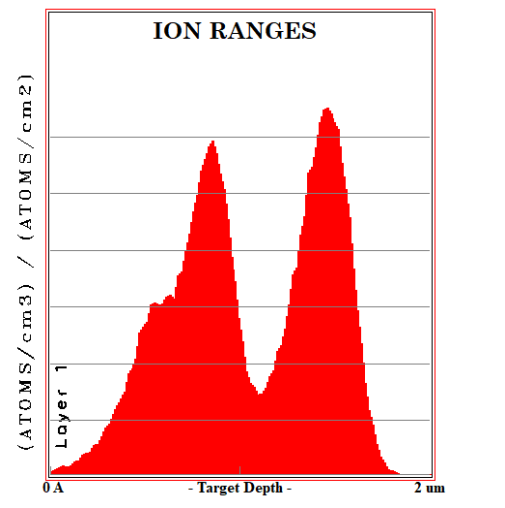 ION RANGES
(ATOMS/cm3) / (ATOMS/cm2)
Layer 1
0 A - Target Depth - 2 um